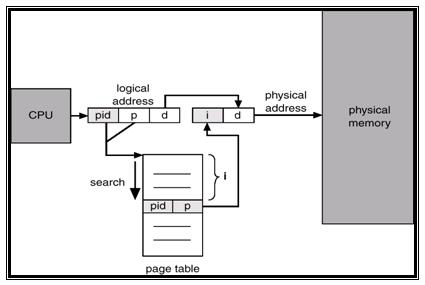 logical
address
physical
address
CPU
pid p d
i d
physical
memory
search
i
pid p
page table